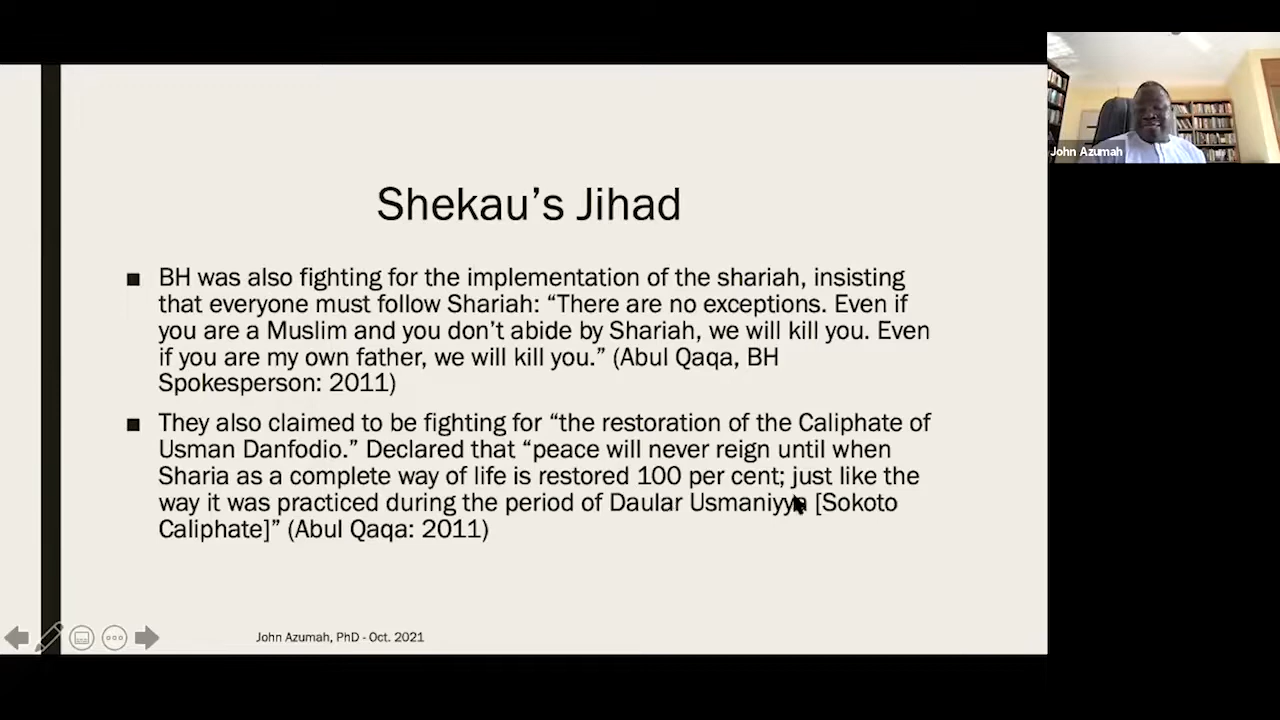 Shekau’s Jihad
■ BH was also fighting for the implementation of the shariah, insisting
that everyone must follow Shariah: “There are no exceptions. Even if
you are a Muslim and you don’t abide by Shariah, we will kill you. Even
if you are my own father, we will kill you.” (Abul Qaqa, BH
Spokesperson: 2011)
■ They also claimed to be fighting for “the restoration of the Caliphate of
Usman Danfodio.” Declared that “peace will never reign until when
Sharia as a complete way of life is restored 100 per cent; just like the
way it was practiced during the period of Daular Usmaniyya [Sokoto
Caliphate]” (Abul Qaqa: 2011)
John Azumah, PhD - Oct. 2021
John Azumah